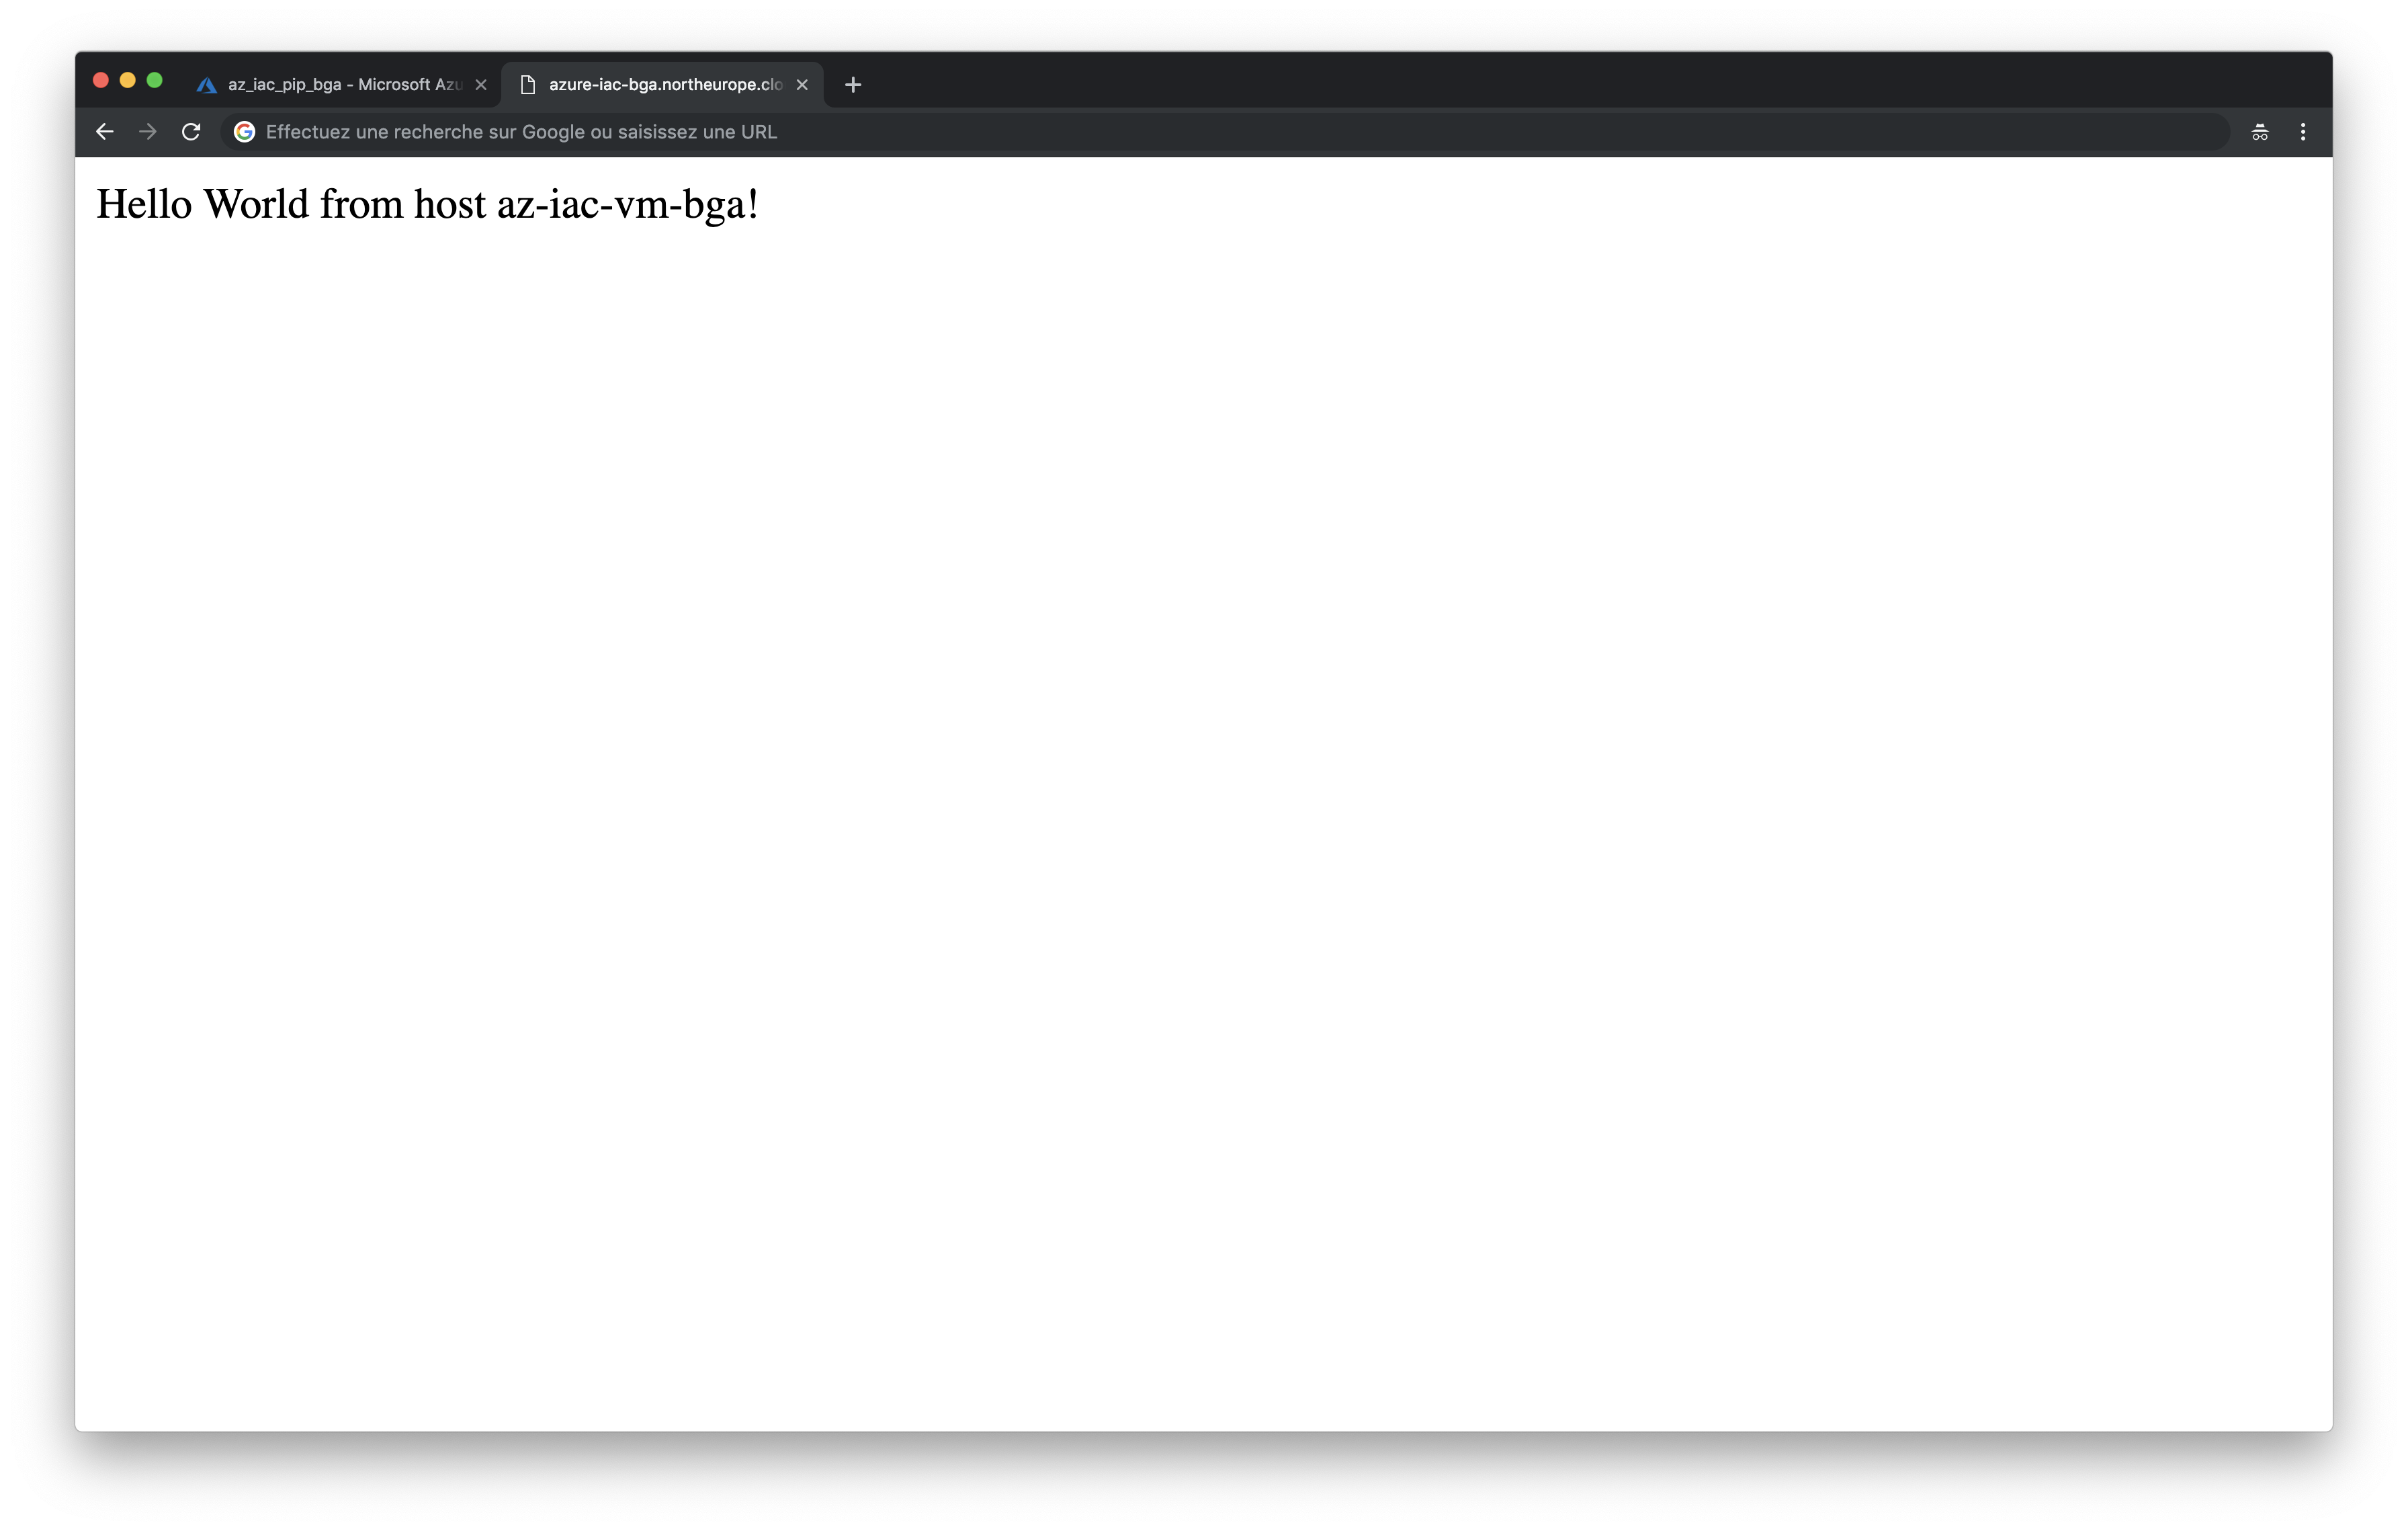 az_iac_pip_bga - Microsoft Azu
azure-iac-bga.northeurope.clo
Effectuez une recherche sur Google ou saisissez une URL
Hello World from host az-iac-vm-bga!